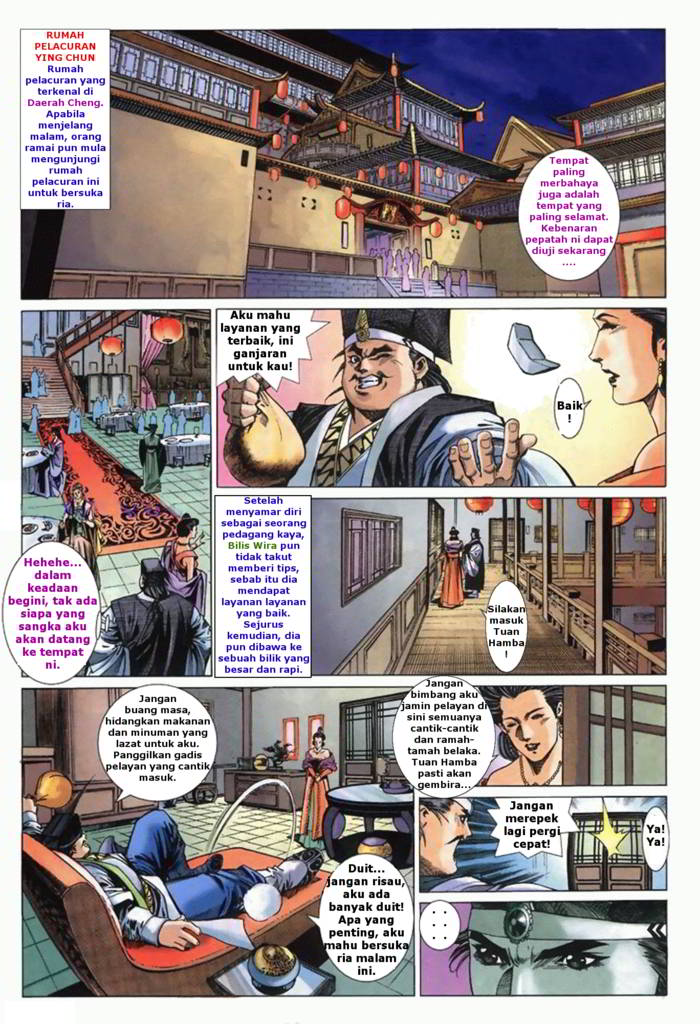 RUMAH
PELACURAN
YING CHUN
Rumah
pelacuran yang
terkenal di
Daerah Cheng.
Apabila
menjelang
malam, orang
ramai pun mula
mengunjungi
rumah
pelacuran ini
untuk bersuka
ria.
Tempat
paling
merbahaya
juga adalah
tempat yang
paling selamat.
Kebenaran
pepatah ni dapat
diuji sekarang
....
Hehehe...
dalam
keadaan
begini, tak ada
siapa yang
sangka aku
akan datang
ke tempat
ni.
Aku mahu
layanan yang
terbaik, ini
ganjaran
untuk kau!
Baik
!
Setelah
menyamar diri
sebagai seorang
pedagang kaya,
Bilis Wira pun
tidak takut
memberi tips,
sebab itu dia
mendapat
layanan layanan
yang baik.
Sejurus
kemudian, dia
pun dibawa ke
sebuah bilik yang
besar dan rapi.
Silakan
masuk
Tuan
Hamba
!
Jangan
buang masa,
hidangkan makanan
dan minuman yang
lazat untuk aku.
Panggilkan gadis
pelayan yang cantik
masuk.
Duit...
jangan risau,
aku ada
banyak duit!
Apa yang
penting, aku
mahu bersuka
ria malam
ini.
Jangan
bimbang aku
jamin pelayan di
sini semuanya
cantik-cantik
dan ramah-
tamah belaka.
Tuan Hamba
pasti akan
gembira...
Jangan
merepek
lagi pergi
cepat!
Ya!
Ya!
. .
. .
. .